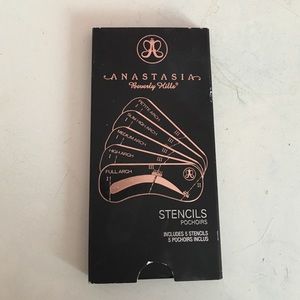 ANASTASIA
Beverly Hills®
PETITE ARCH
SLIM HIGH ARCH
MEDIUM ARCH
HIGH ARCH
FULL ARCH
STENCILS
POCHOIRS
INCLUDES 5 STENCILS
5 POCHOIRS INCLUS